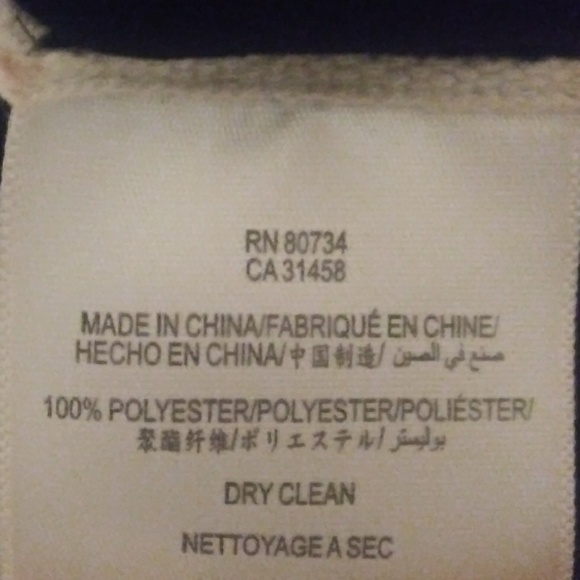 RN 80734
CA 31458
MADE IN CHINA/FABRIQUÉ EN CHINE/
HECHO EN CHINA/中国制造/ صنع في الصين
100% POLYESTER/POLYESTER/POLIÉSTER/
聚酯纤维/ポリエステル/ بوليستر
DRY CLEAN
NETTOYAGE A SEC